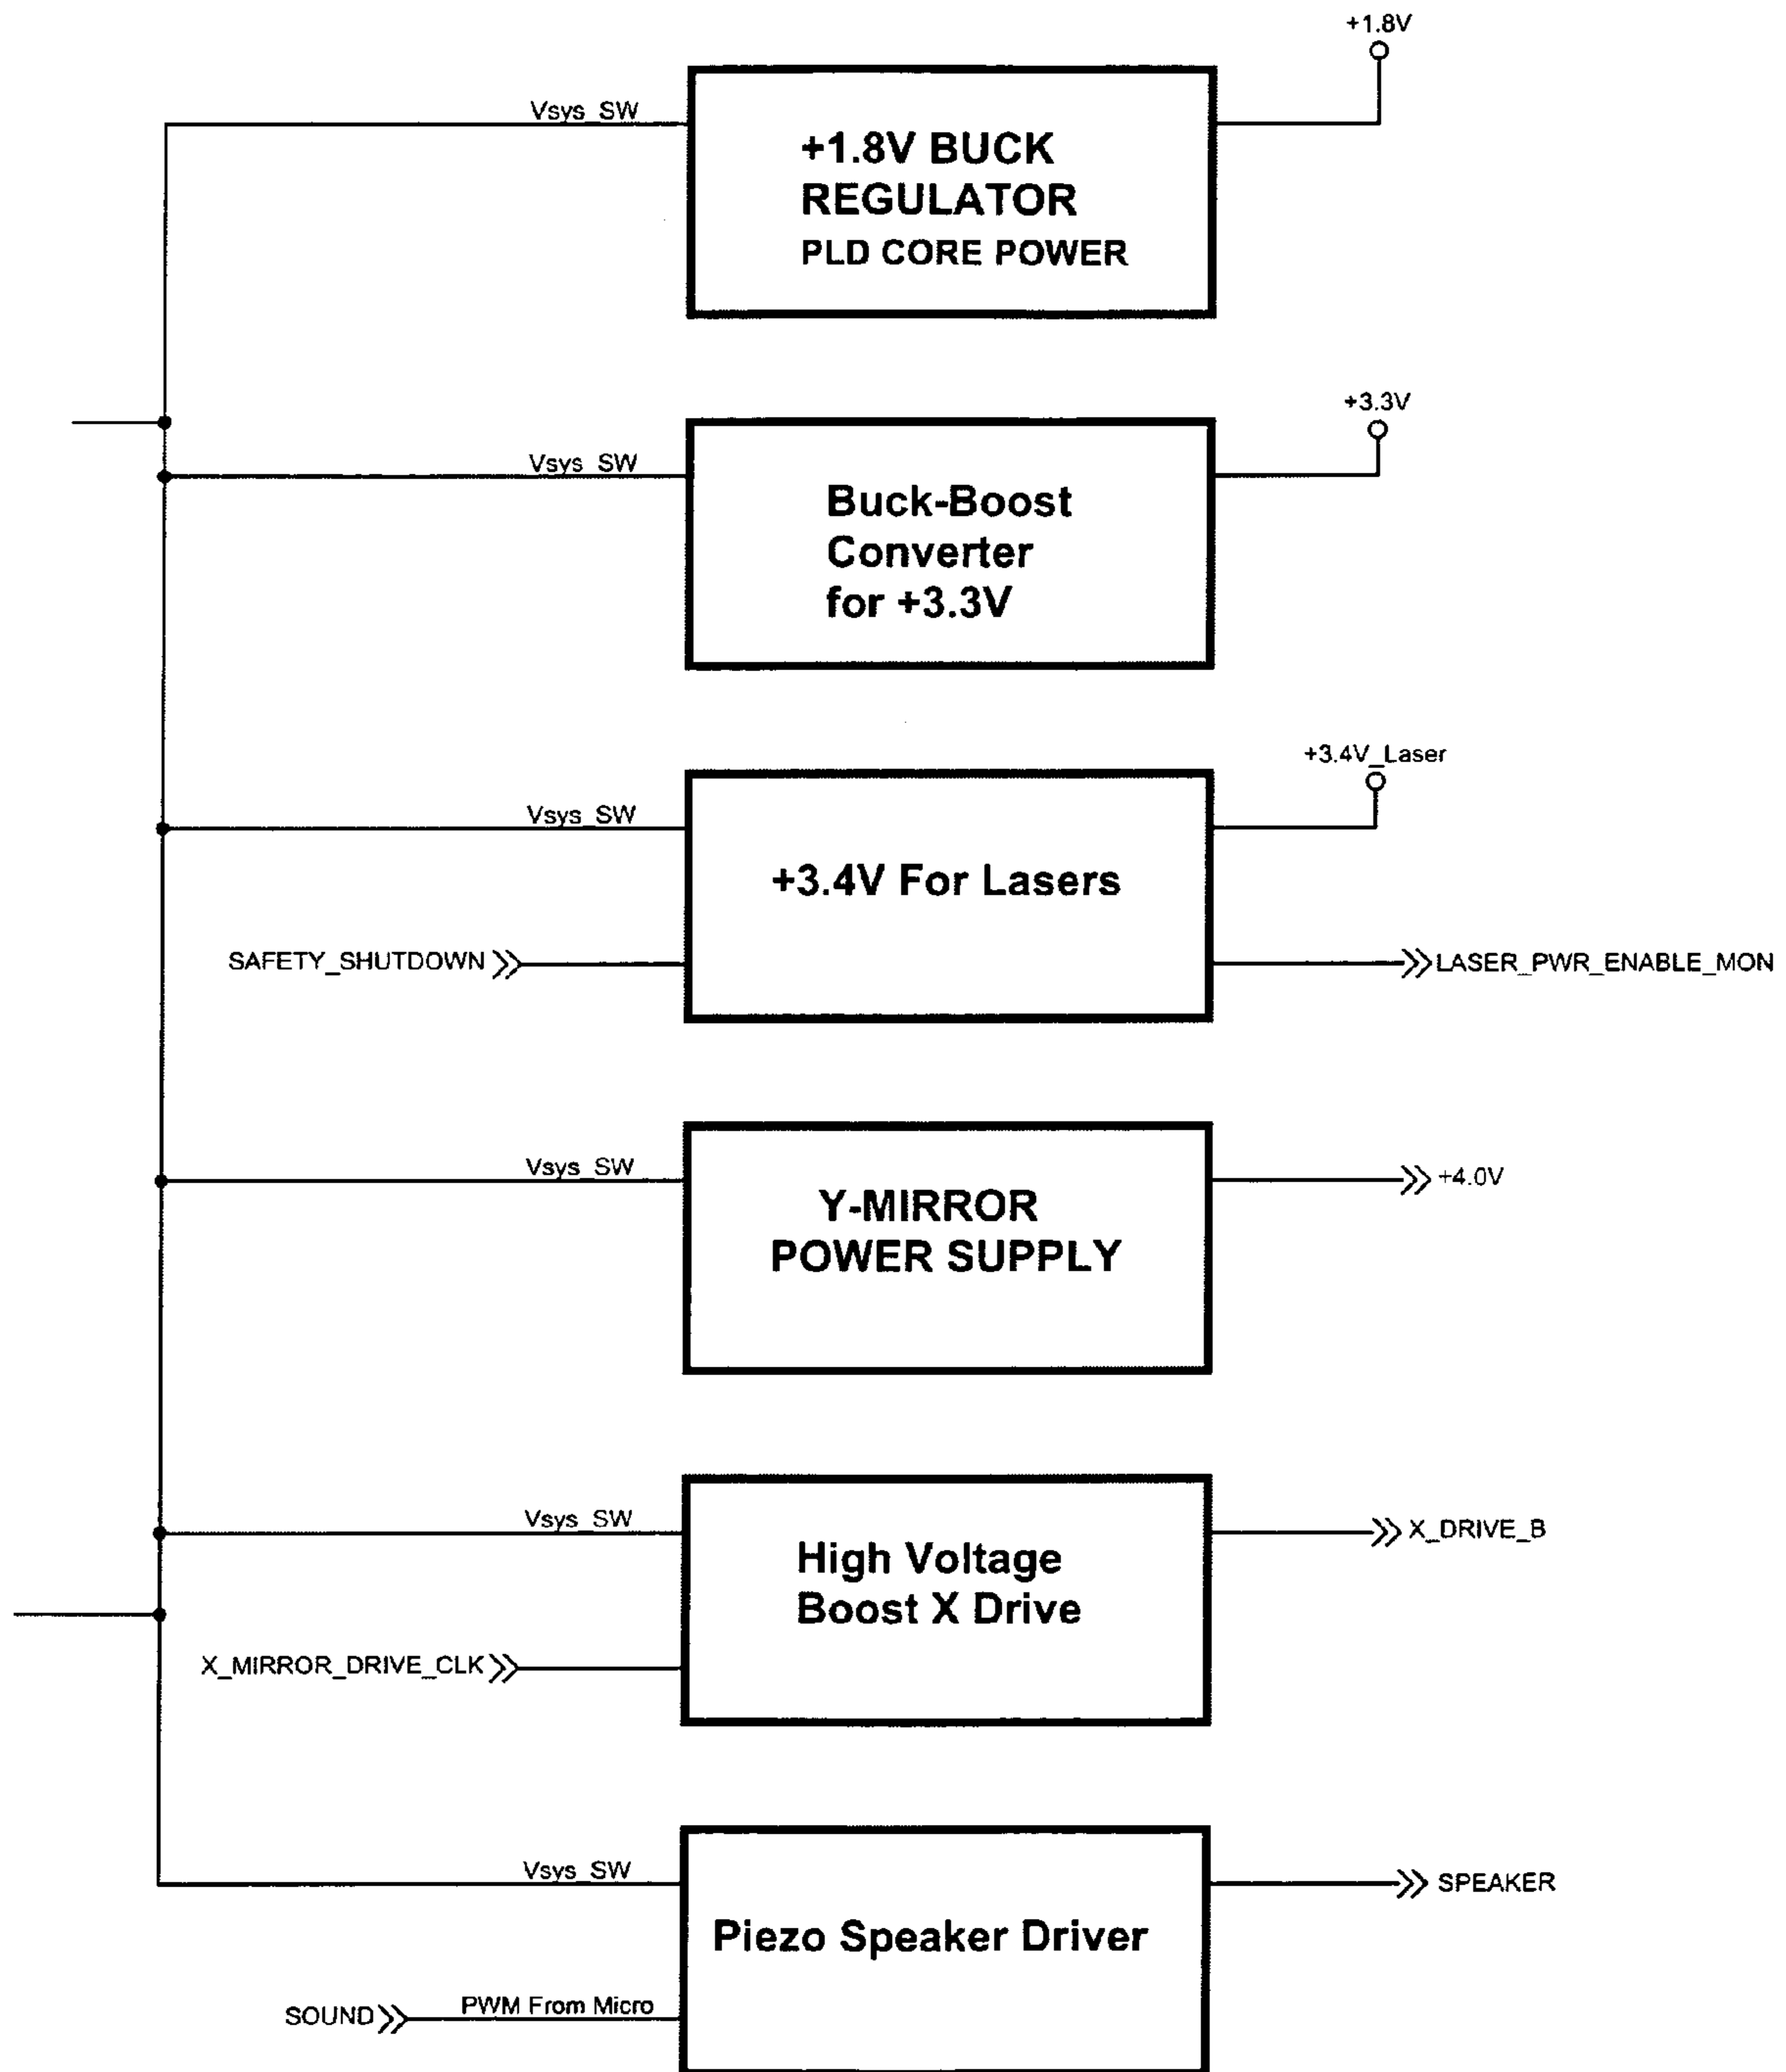 +1.8V
Vsys_SW
+1.8V BUCK
REGULATOR
PLD CORE POWER
+3.3V
Vsys_SW
Buck-Boost
Converter
for +3.3V
+3.4V_Laser
Vsys_SW
+3.4V For Lasers
SAFETY_SHUTDOWN
LASER_PWR_ENABLE_MON
Vsys_SW
+4.0V
Y-MIRROR
POWER SUPPLY
Vsys_SW
X_DRIVE_B
High Voltage
Boost X Drive
X_MIRROR_DRIVE_CLK
Vsys_SW
SPEAKER
Piezo Speaker Driver
SOUND
PWM From Micro